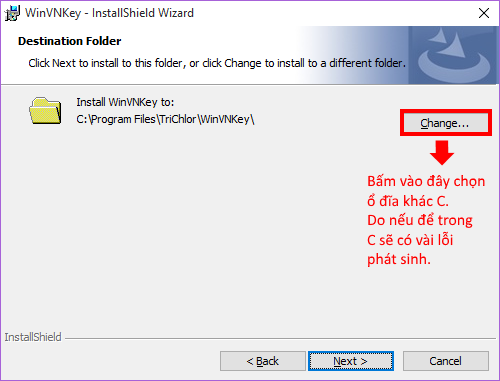 WinVNKey - InstallShield Wizard
Destination Folder
Click Next to install to this folder, or click Change to install to a different folder.
Install WinVNKey to:
C:\Program Files\TriChlor\WinVNKey\
Change...
Bấm vào đây chọn
ổ đĩa khác C.
Do nếu để trong
C sẽ có vài lỗi
phát sinh.
InstallShield
< Back
Next >
Cancel